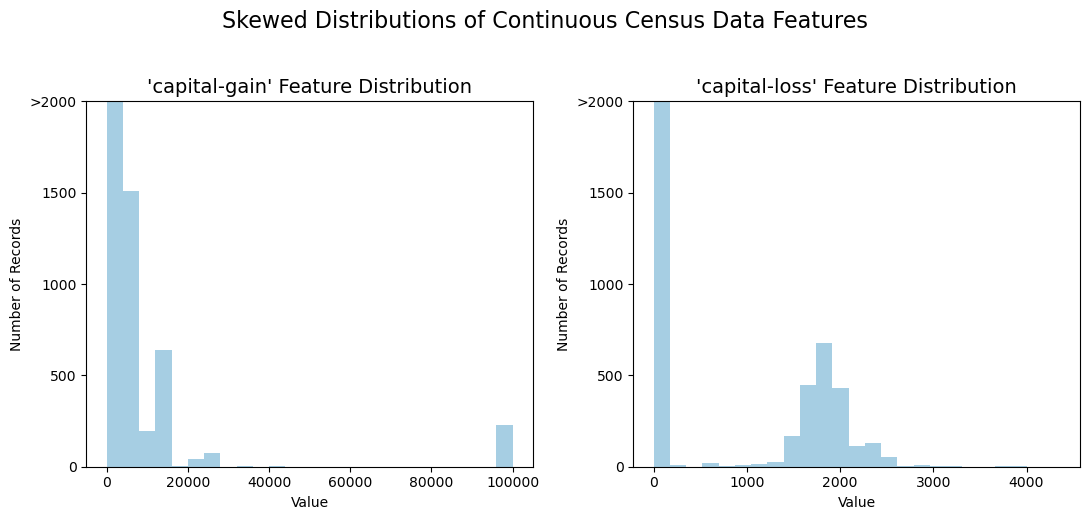 Skewed Distributions of Continuous Census Data Features
'capital-gain' Feature Distribution
>2000
1500
1000
500
0
Number of Records
0 20000 40000 60000 80000 100000
Value
'capital-loss' Feature Distribution
>2000
1500
1000
500
0
Number of Records
0 1000 2000 3000 4000
Value